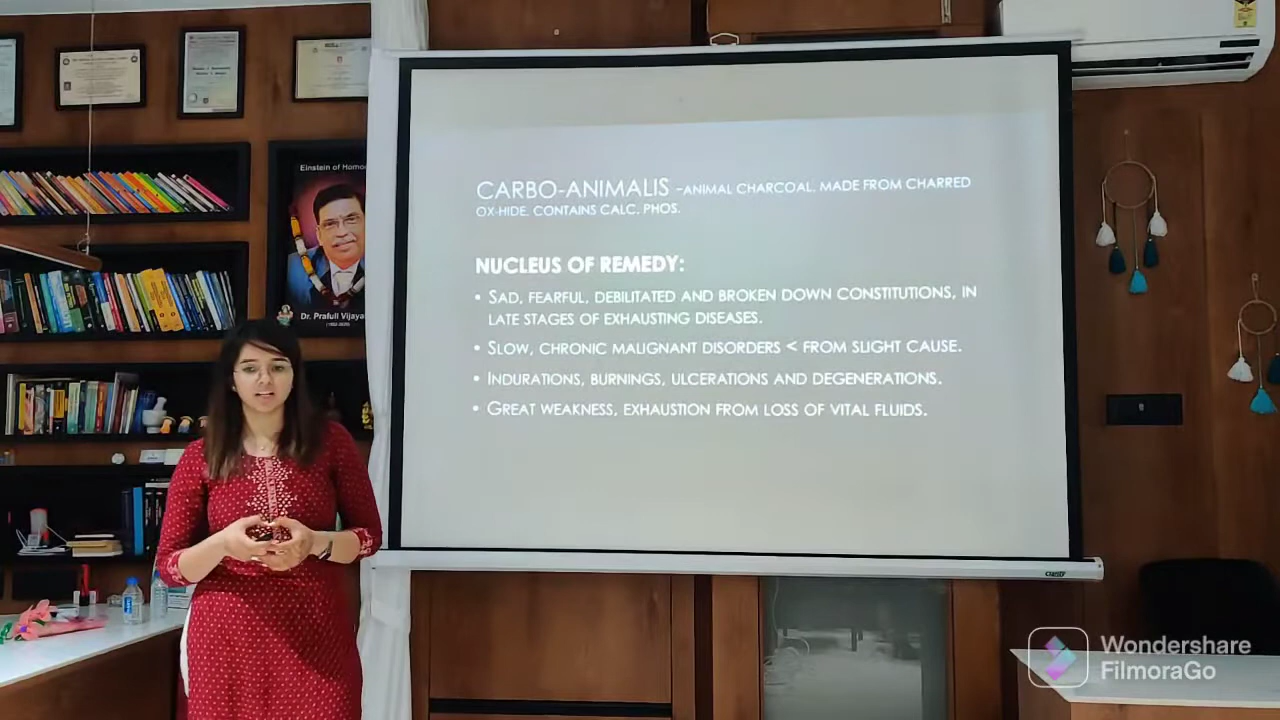 Einstein of Homo
Dr. Prafull Vijaya
CARBO-ANIMALIS -ANIMAL CHARCOAL. MADE FROM CHARRED
OX-HIDE. CONTAINS CALC. PHOS.
NUCLEUS OF REMEDY:
• SAD, FEARFUL, DEBILITATED AND BROKEN DOWN CONSTITUTIONS, IN
LATE STAGES OF EXHAUSTING DISEASES.
• SLOW, CHRONIC MALIGNANT DISORDERS < FROM SLIGHT CAUSE.
• INDURATIONS, BURNINGS, ULCERATIONS AND DEGENERATIONS.
• GREAT WEAKNESS, EXHAUSTION FROM LOSS OF VITAL FLUIDS.
Wondershare
FilmoraGo